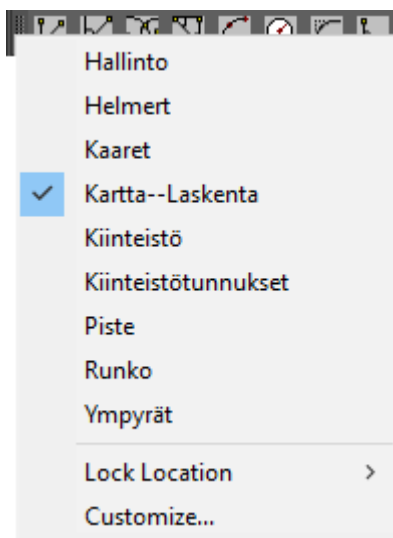 Hallinto
Helmert
Kaaret
Kartta--Laskenta
Kiinteistö
Kiinteistötunnukset
Piste
Runko
Ympyrät
Lock Location
Customize...